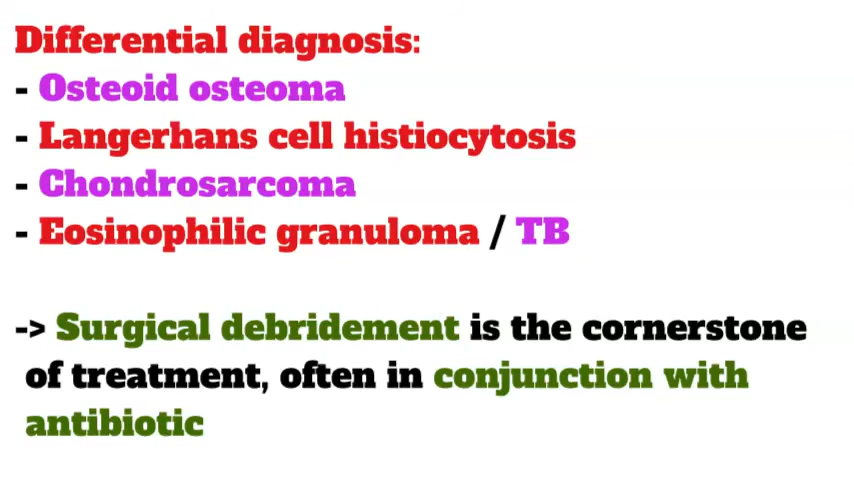 Differential diagnosis:
- Osteoid osteoma
- Langerhans cell histiocytosis
- Chondrosarcoma
- Eosinophilic granuloma / TB
-> Surgical debridement is the cornerstone
of treatment, often in conjunction with
antibiotic